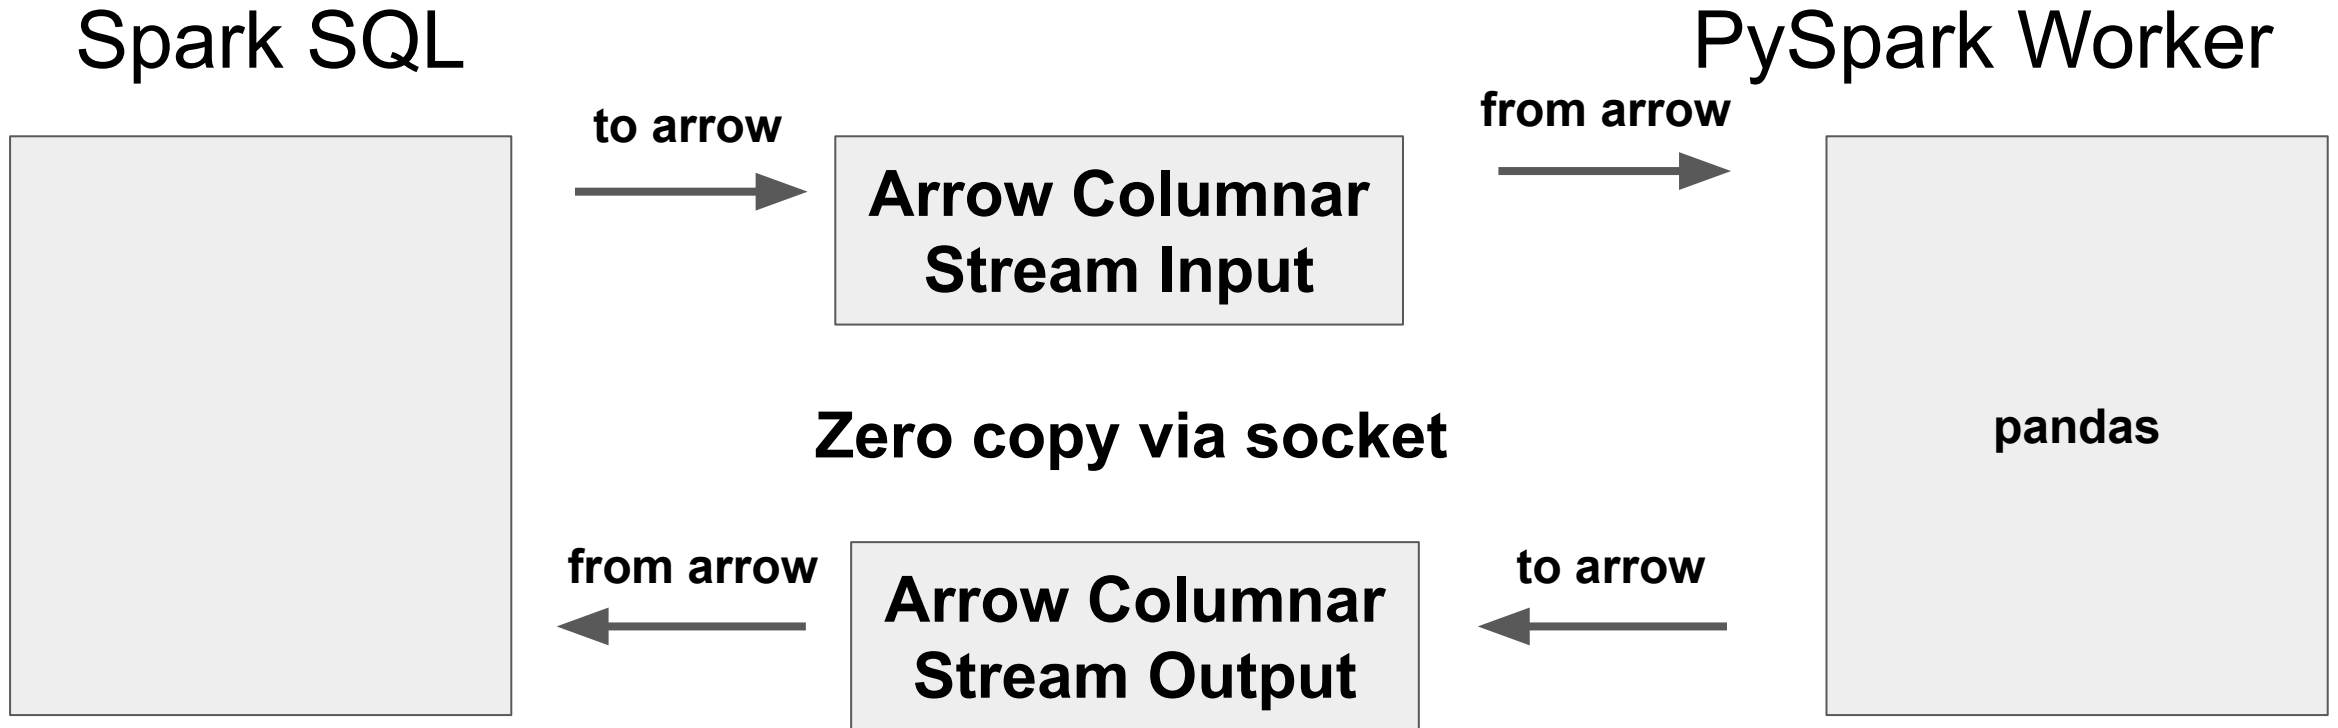 Spark SQL
PySpark Worker
to arrow
from arrow
Arrow Columnar
Stream Input
Zero copy via socket
pandas
from arrow
to arrow
Arrow Columnar
Stream Output